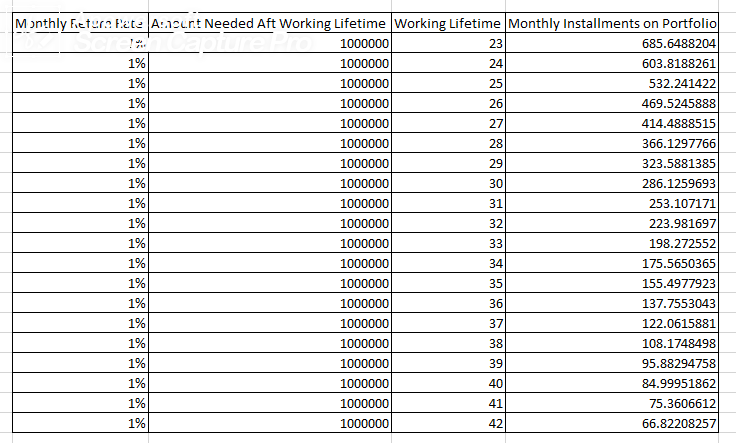 Monthly Return Rate Amount Needed Aft Working Lifetime Working Lifetime Monthly Installments on Portfolio
1% 1000000 23 685.6488204
1% 1000000 24 603.8188261
1% 1000000 25 532.241422
1% 1000000 26 469.5245888
1% 1000000 27 414.4888515
1% 1000000 28 366.1297766
1% 1000000 29 323.5881385
1% 1000000 30 286.1259693
1% 1000000 31 253.107171
1% 1000000 32 223.981697
1% 1000000 33 198.272552
1% 1000000 34 175.5650365
1% 1000000 35 155.4977923
1% 1000000 36 137.7553043
1% 1000000 37 122.0615881
1% 1000000 38 108.1748498
1% 1000000 39 95.88294758
1% 1000000 40 84.99951862
1% 1000000 41 75.3606612
1% 1000000 42 66.82208257